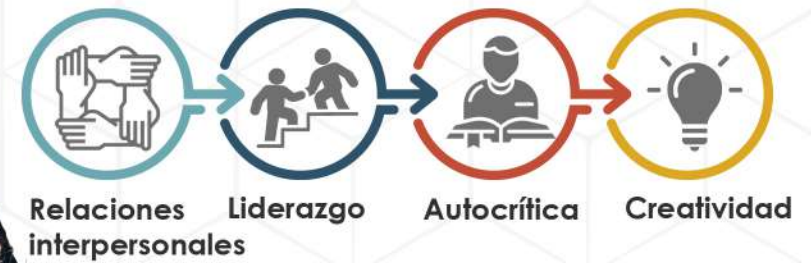 Relaciones
interpersonales
Liderazgo
Autocrítica
Creatividad